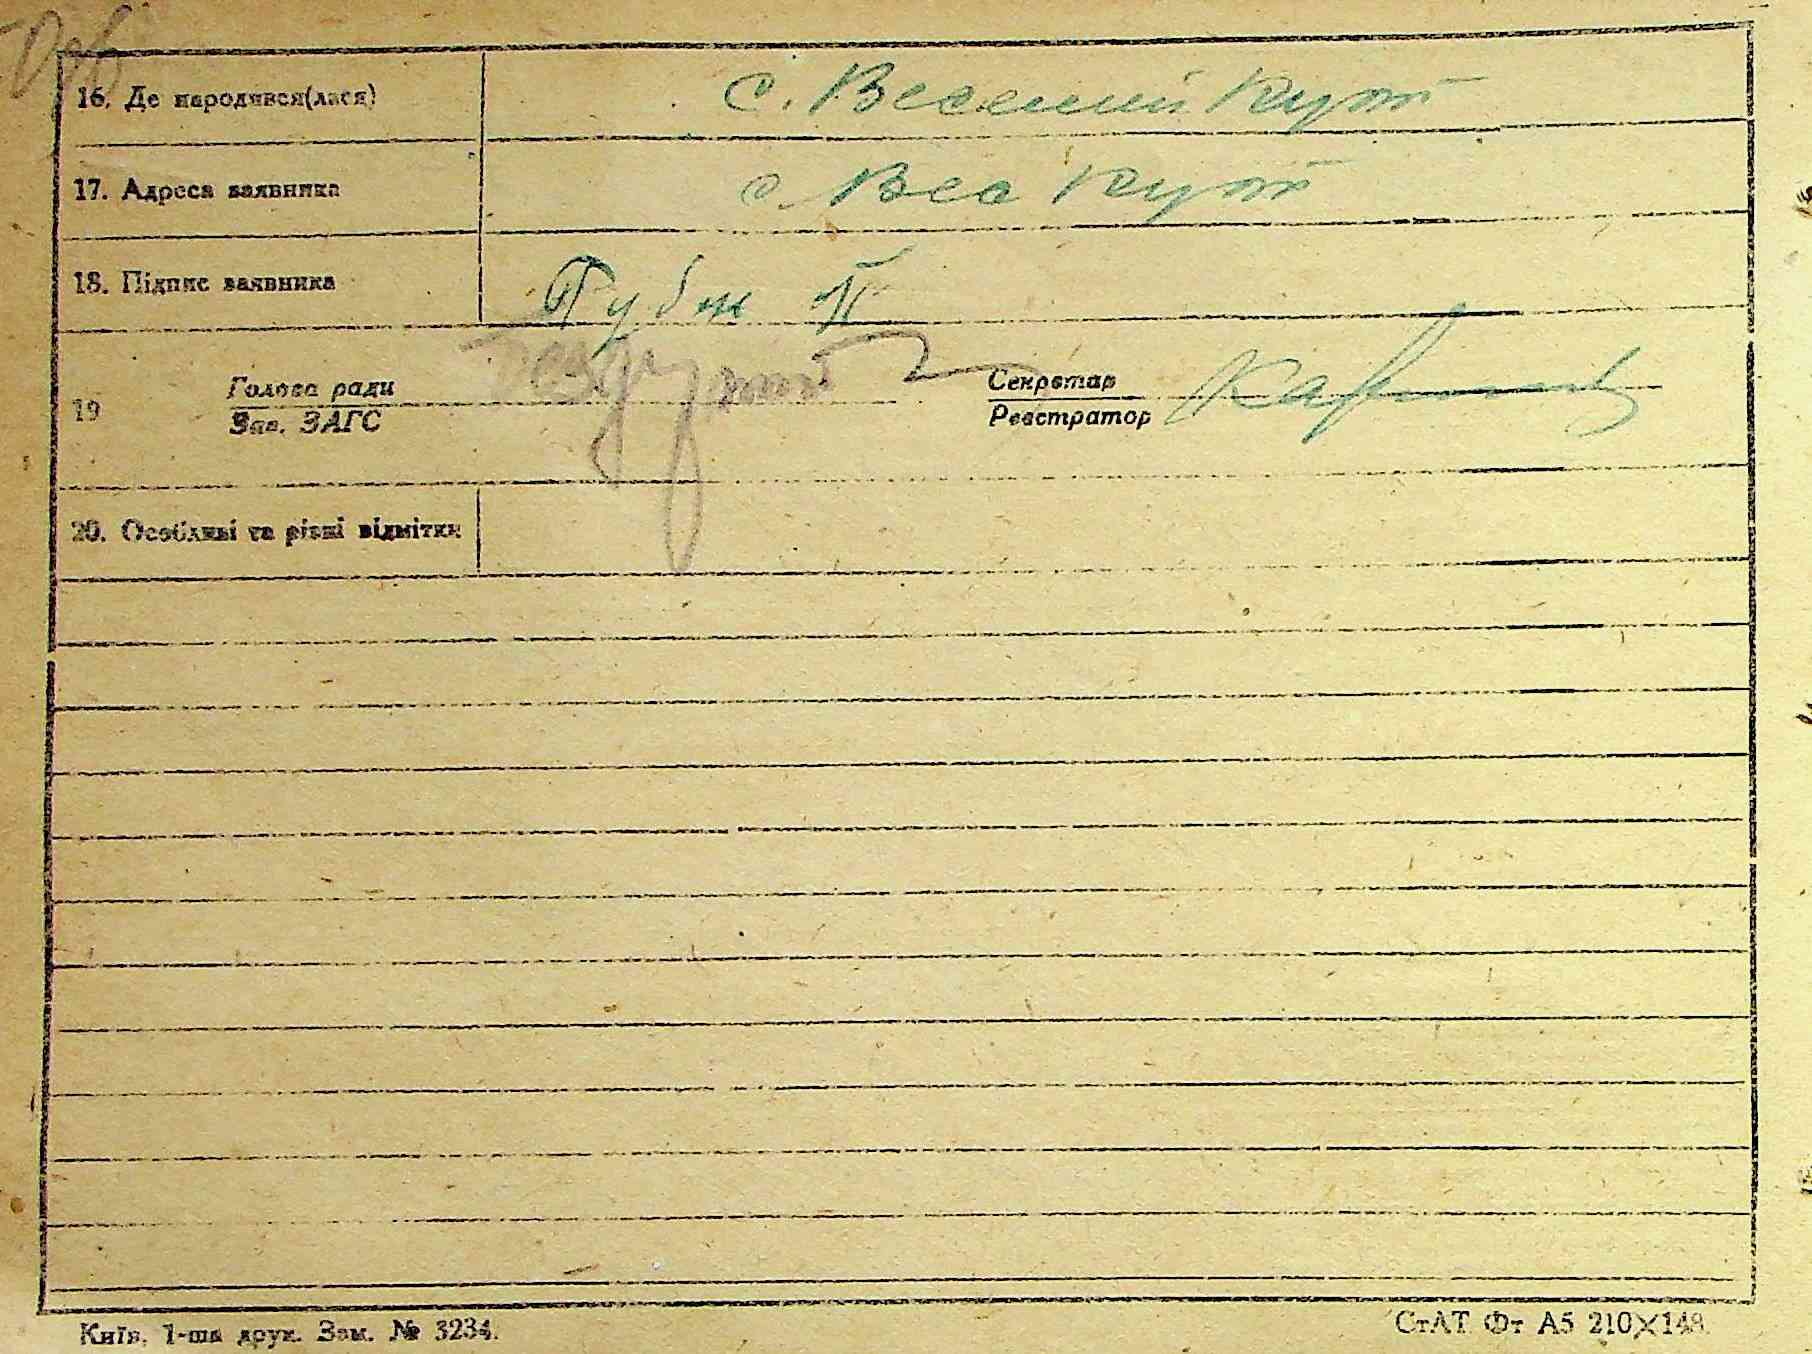 16. Де народився(лася) с. Веселий Кут
17. Адреса заявника с. Вес Кут
18. Підпис заявника Губн П
19 Голова ради Секретар
Зав. ЗАГС Реєстратор
20. Особливі та різні відмітки
Київ, 1-ша друк. Зам. № 3234.
СтАТ Фт А5 210×148